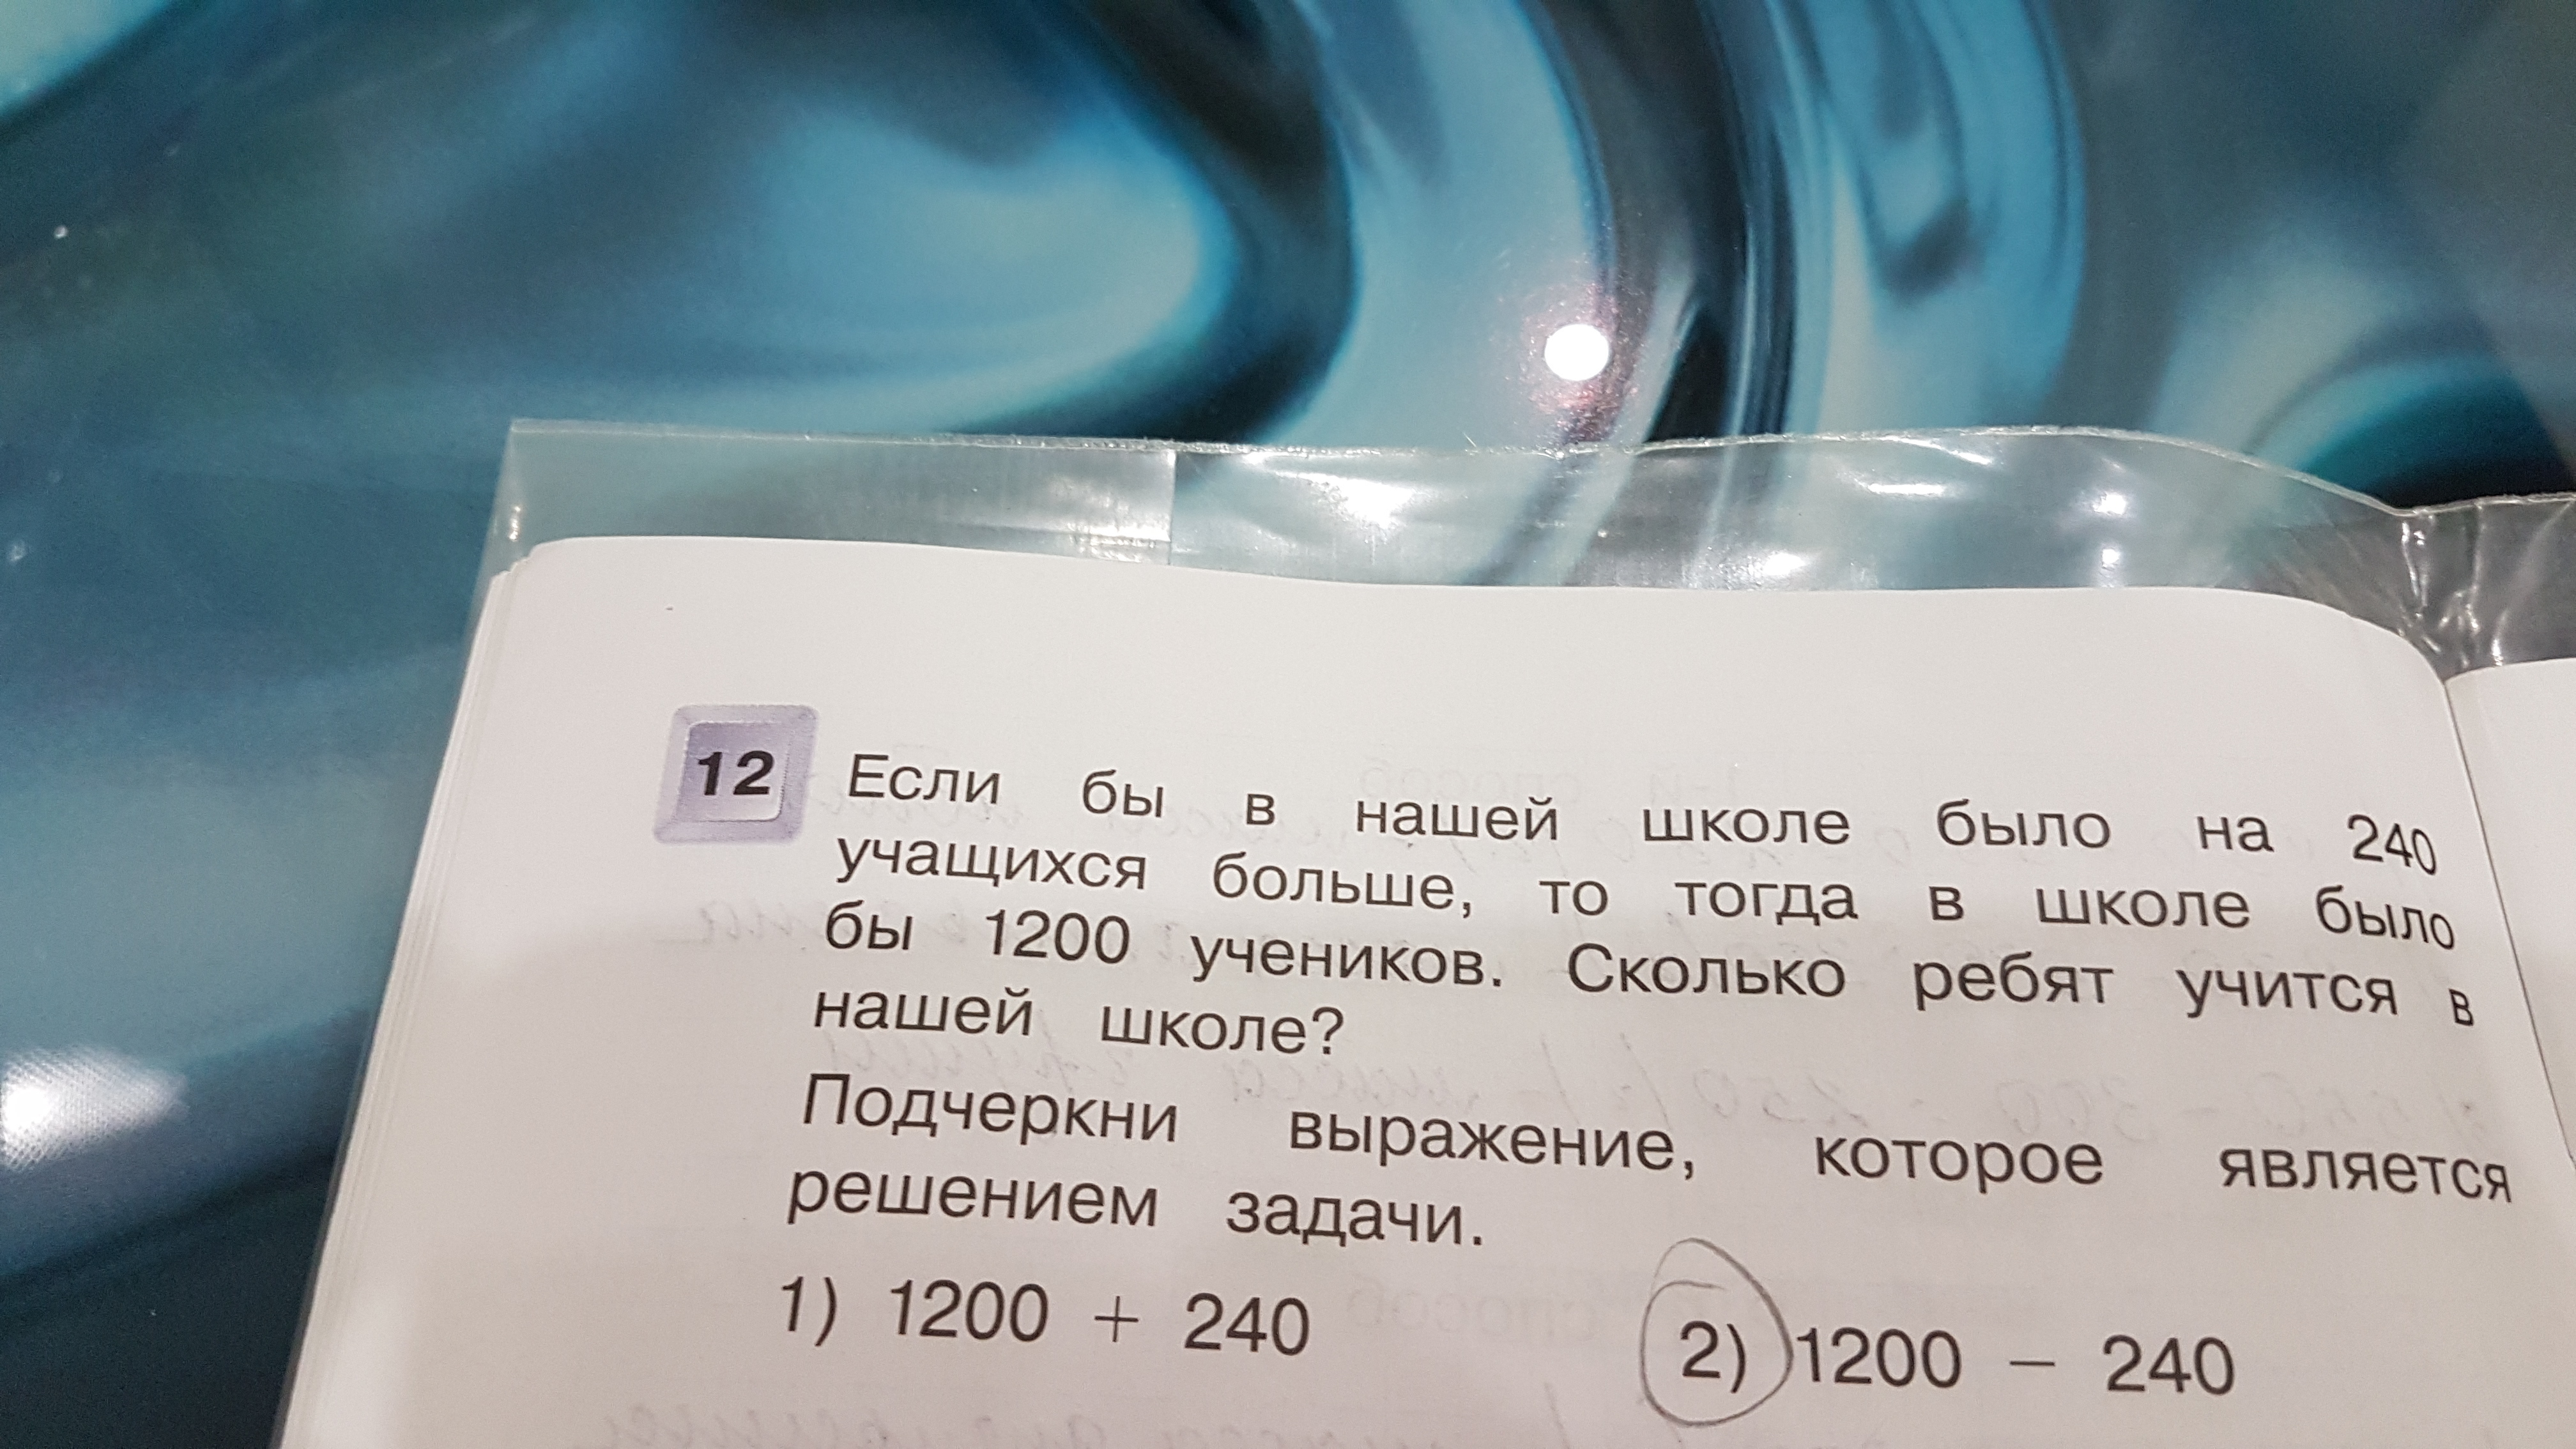 12
Если бы в нашей школе было на 240
учащихся больше, то тогда в школе было
бы 1200 учеников. Сколько ребят учится в
нашей школе?
Подчеркни выражение, которое является
решением задачи.
1) 1200 + 240 2) 1200 – 240